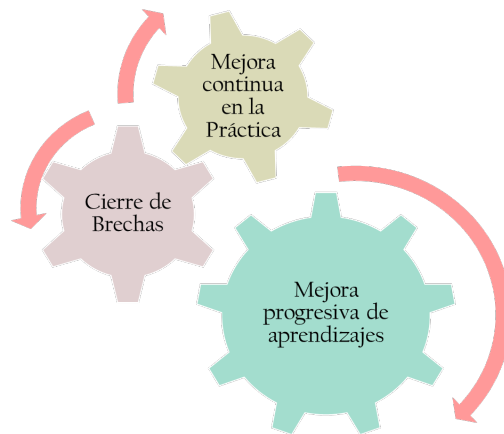 Mejora
continua
en la
Práctica
Cierre de
Brechas
Mejora
progresiva de
aprendizajes